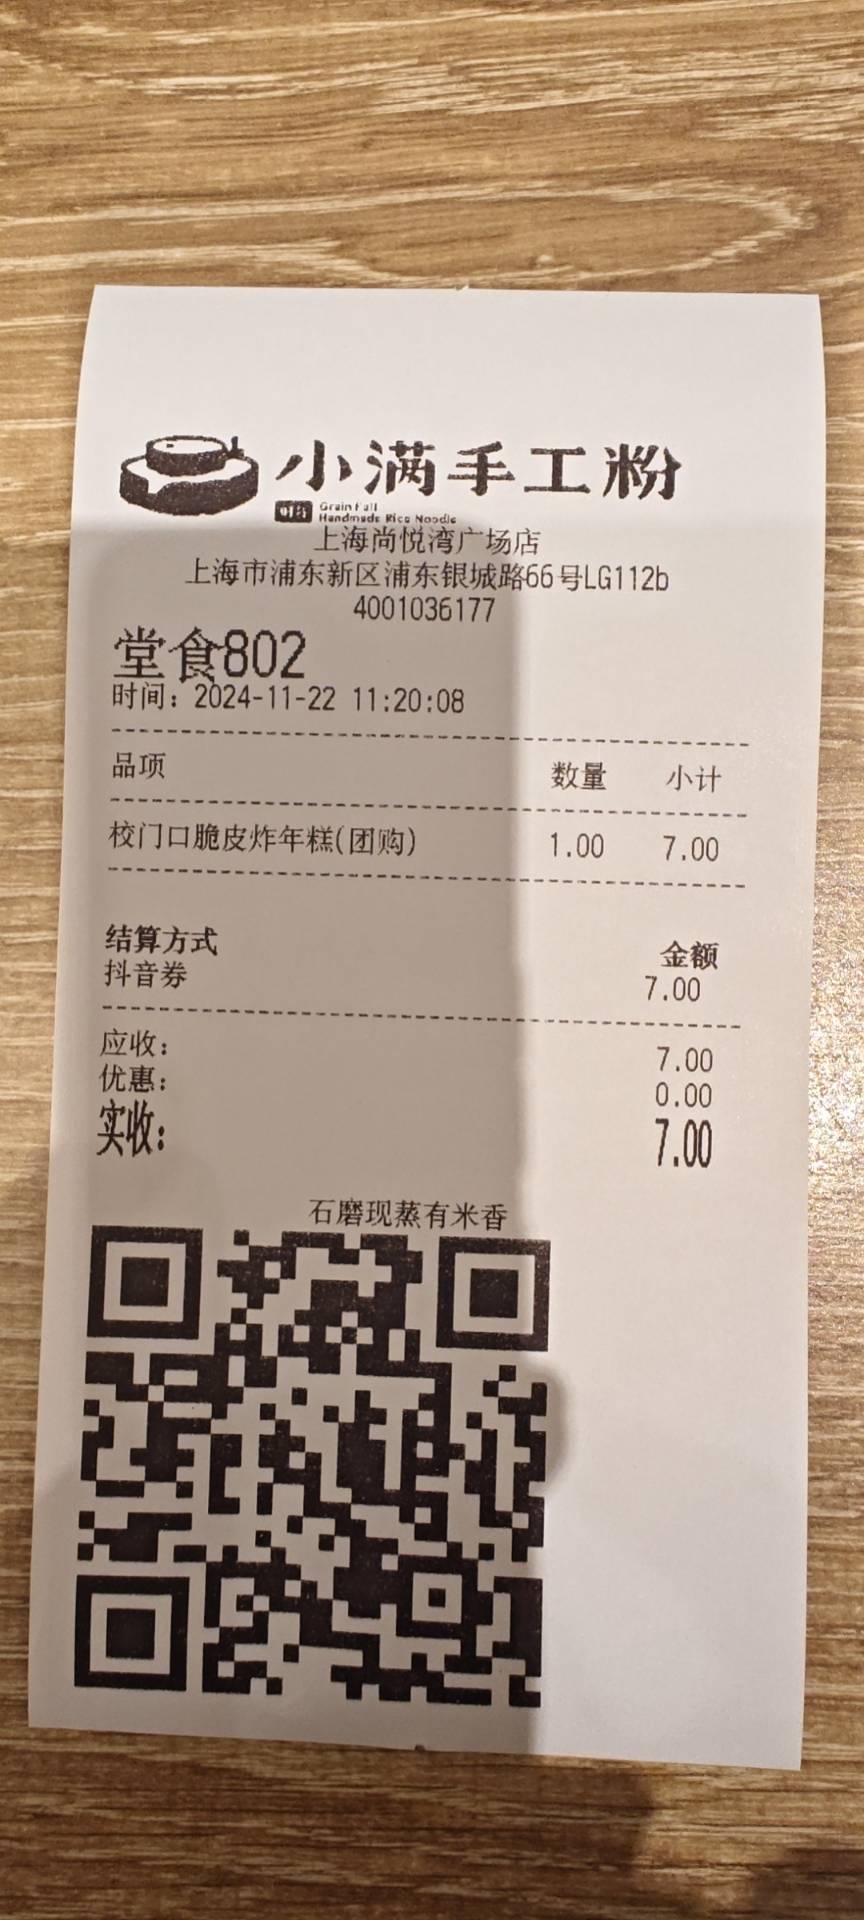 小满手工粉
Grain Full
Handmade Rice Noodle
上海尚悦湾广场店
上海市浦东新区浦东银城路66号LG112b
4001036177
堂食802
时间：2024-11-22 11:20:08
品项 数量 小计
校门口脆皮炸年糕(团购) 1.00 7.00
结算方式 金额
抖音券 7.00
应收： 7.00
优惠： 0.00
实收： 7.00
石磨现蒸有米香